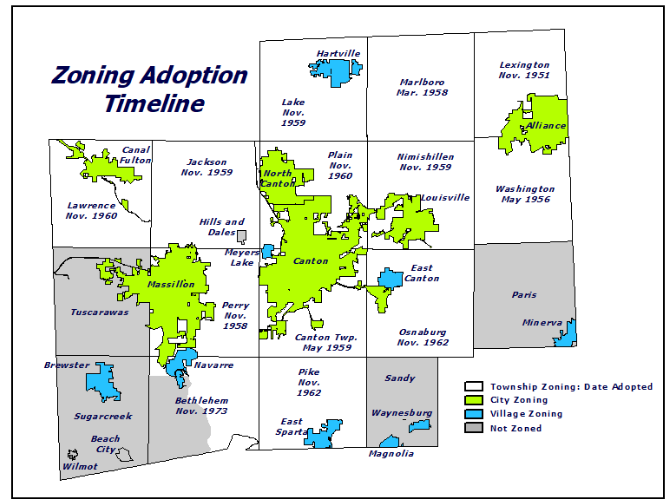 Zoning Adoption
Timeline
Hartville
Lake
Nov.
1959
Marlboro
Mar. 1958
Lexington
Nov. 1951
Alliance
Canal
Fulton
Jackson
Nov. 1959
North
Canton
Plain
Nov.
1960
Nimishillen
Nov. 1959
Louisville
Washington
May 1956
Lawrence
Nov. 1960
Hills and
Dales
Meyers
Lake
Canton
East
Canton
Massillon
Tuscarawas
Perry
Nov.
1958
Canton Twp.
May 1959
Osnaburg
Nov. 1962
Paris
Minerva
Brewster
Navarre
Bethlehem
Nov. 1973
Pike
Nov.
1962
Sandy
Waynesburg
Sugarcreek
Beach
City
Wilmot
East
Sparta
Magnolia
Township Zoning: Date Adopted
City Zoning
Village Zoning
Not Zoned